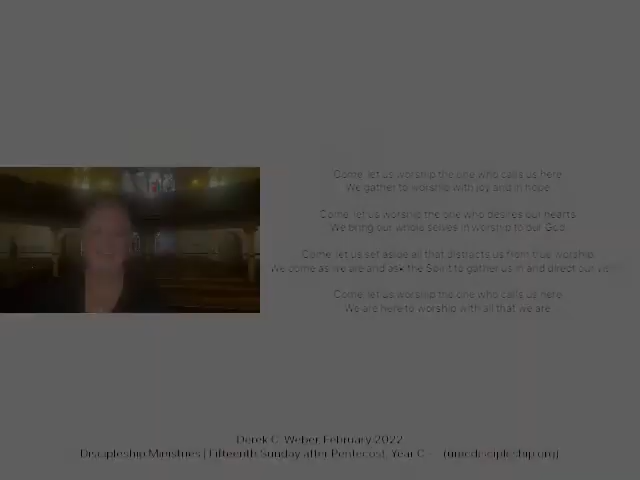 Come, let us worship the one who calls us here
We gather to worship with joy and in hope
Come, let us worship the one who desires our hearts
We bring our whole selves in worship to our God
Come, let us set aside all that distracts us from true worship
We come as we are and ask the Spirit to gather us in and direct our
Come, let us worship the one who calls us here
We are here to worship with all that we are
Derek C. Weber, February 2022
Discipleship Ministries | Fifteenth Sunday after Pentecost, Year C - (umcdiscipleship.org)